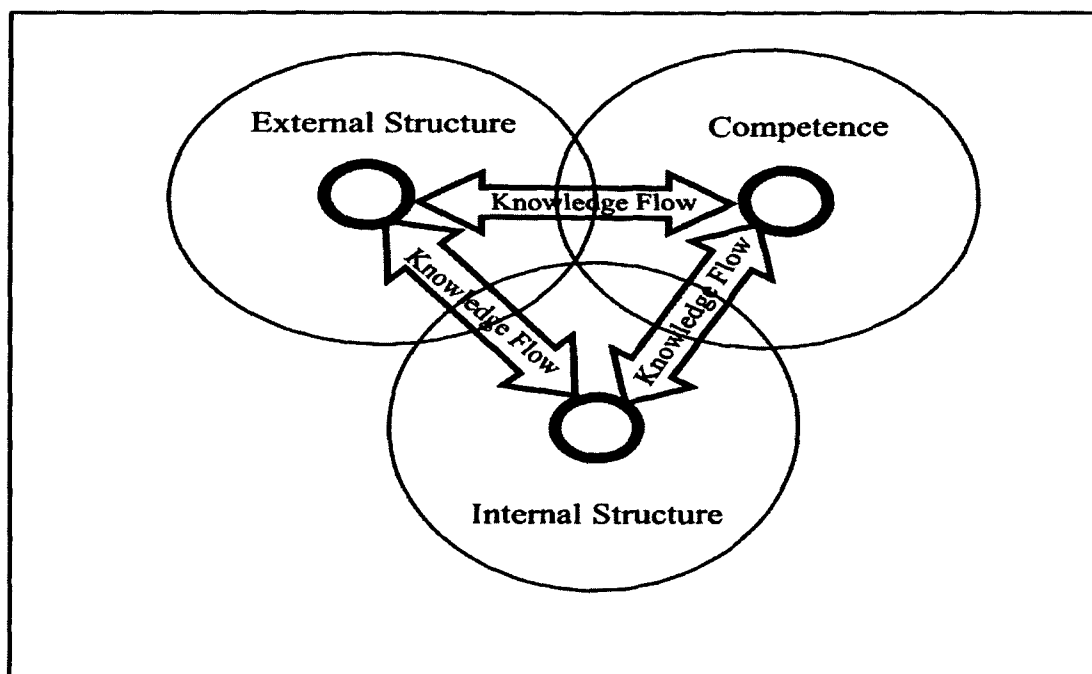 External Structure
Competence
Knowledge Flow
Knowledge Flow
Knowledge Flow
Internal Structure